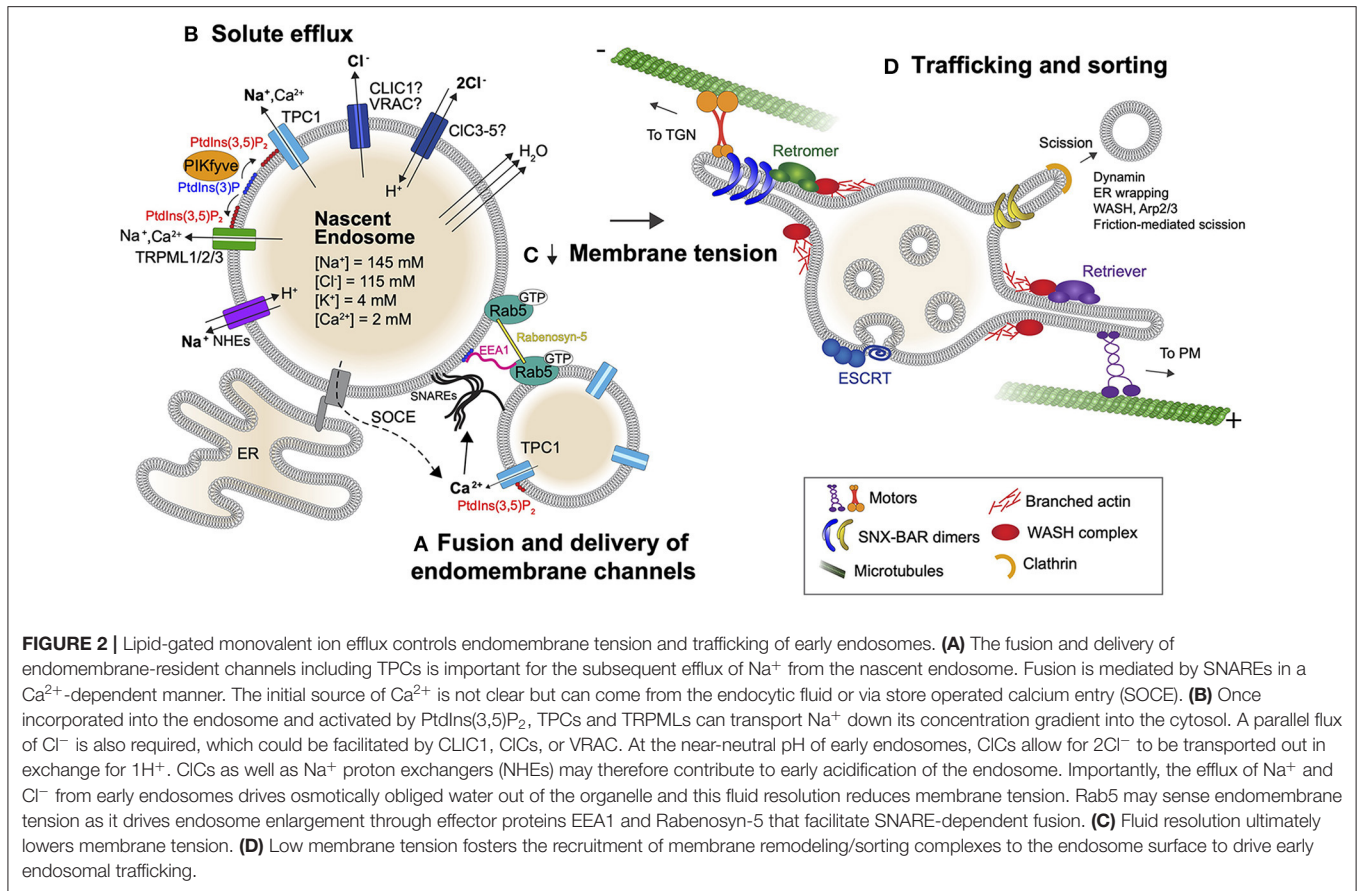 B Solute efflux
Cl⁻
CLIC1?
VRAC?
2Cl⁻
ClC3-5?
Na⁺,Ca²⁺
TPC1
H₂O
PtdIns(3,5)P₂
PIKfyve
PtdIns(3)P
PtdIns(3,5)P₂
H⁺
Na⁺,Ca²⁺
TRPML1/2/3
Nascent
Endosome
[Na⁺] = 145 mM
[Cl⁻] = 115 mM
[K⁺] = 4 mM
[Ca²⁺] = 2 mM
H⁺
Na⁺ NHEs
C ↓ Membrane tension
GTP
Rab5
Rabenosyn-5
EEA1
GTP
Rab5
SNAREs
SOCE
ER
TPC1
Ca²⁺
PtdIns(3,5)P₂
A Fusion and delivery of
endomembrane channels
-
D Trafficking and sorting
To TGN
Retromer
Scission
Dynamin
ER wrapping
WASH, Arp2/3
Friction-mediated scission
Retriever
ESCRT
To PM
+
Motors
Branched actin
SNX-BAR dimers
WASH complex
Microtubules
Clathrin
FIGURE 2 | Lipid-gated monovalent ion efflux controls endomembrane tension and trafficking of early endosomes. (A) The fusion and delivery of
endomembrane-resident channels including TPCs is important for the subsequent efflux of Na⁺ from the nascent endosome. Fusion is mediated by SNAREs in a
Ca²⁺-dependent manner. The initial source of Ca²⁺ is not clear but can come from the endocytic fluid or via store operated calcium entry (SOCE). (B) Once
incorporated into the endosome and activated by PtdIns(3,5)P₂, TPCs and TRPMLs can transport Na⁺ down its concentration gradient into the cytosol. A parallel flux
of Cl⁻ is also required, which could be facilitated by CLIC1, ClCs, or VRAC. At the near-neutral pH of early endosomes, ClCs allow for 2Cl⁻ to be transported out in
exchange for 1H⁺. ClCs as well as Na⁺ proton exchangers (NHEs) may therefore contribute to early acidification of the endosome. Importantly, the efflux of Na⁺ and
Cl⁻ from early endosomes drives osmotically obliged water out of the organelle and this fluid resolution reduces membrane tension. Rab5 may sense endomembrane
tension as it drives endosome enlargement through effector proteins EEA1 and Rabenosyn-5 that facilitate SNARE-dependent fusion. (C) Fluid resolution ultimately
lowers membrane tension. (D) Low membrane tension fosters the recruitment of membrane remodeling/sorting complexes to the endosome surface to drive early
endosomal trafficking.